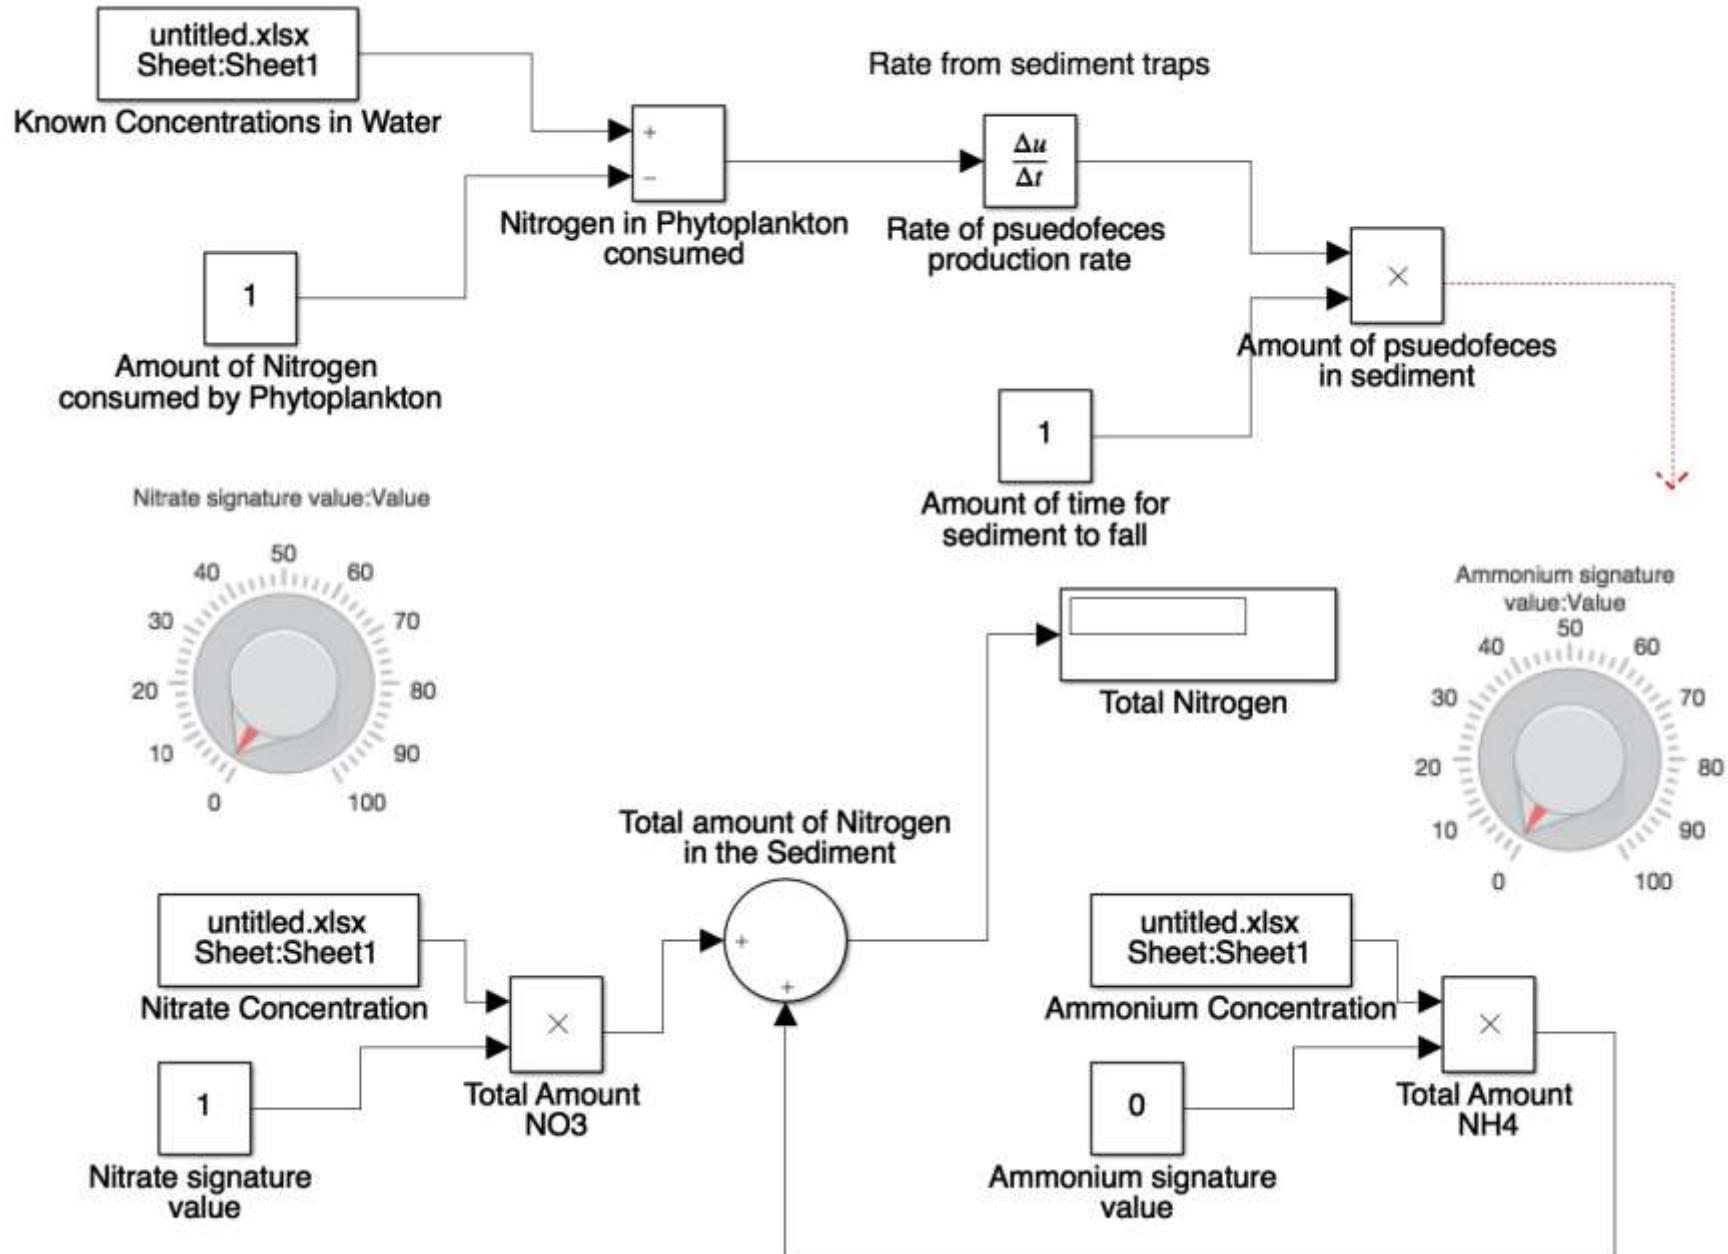 untitled.xlsx
Sheet:Sheet1
Known Concentrations in Water
Rate from sediment traps
+
−
Nitrogen in Phytoplankton
consumed
Δu
Δt
Rate of psuedofeces
production rate
1
Amount of Nitrogen
consumed by Phytoplankton
×
Amount of psuedofeces
in sediment
1
Amount of time for
sediment to fall
Nitrate signature value:Value
0
10
20
30
40
50
60
70
80
90
100
Total Nitrogen
Ammonium signature
value:Value
0
10
20
30
40
50
60
70
80
90
100
Total amount of Nitrogen
in the Sediment
+
+
untitled.xlsx
Sheet:Sheet1
Nitrate Concentration
×
Total Amount
NO3
1
Nitrate signature
value
untitled.xlsx
Sheet:Sheet1
Ammonium Concentration
×
Total Amount
NH4
0
Ammonium signature
value